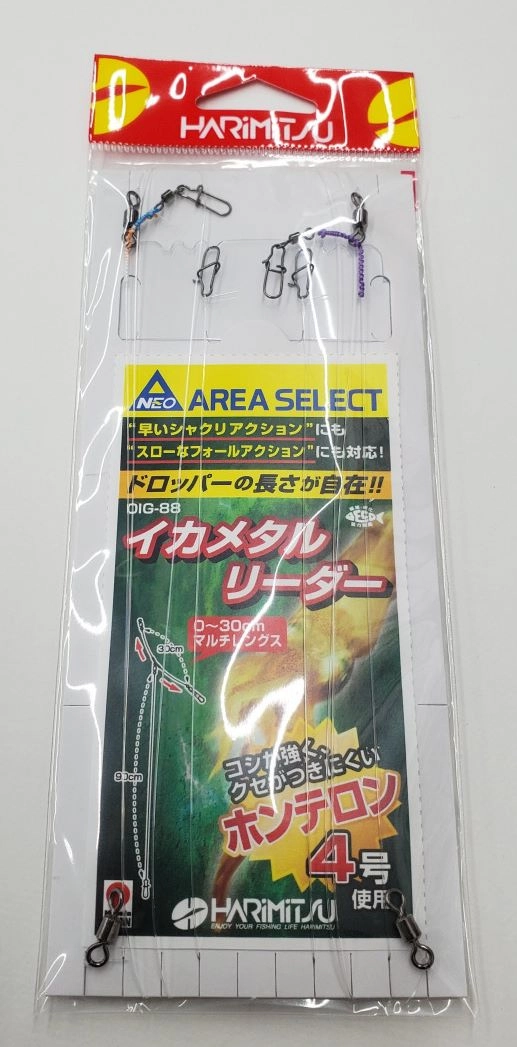 HARIMITSU
NEO AREA SELECT
"早いシャクリアクション"にも
"スローなフォールアクション"にも対応!
ドロッパーの長さが自在!!
OIG-88
イカメタル
リーダー
0〜30cm
マルチレングス
30cm
90cm
コシが強く、
クセがつきにくい
ホンテロン
4号
使用
HARIMITSU
ENJOY YOUR FISHING LIFE HARIMITSU